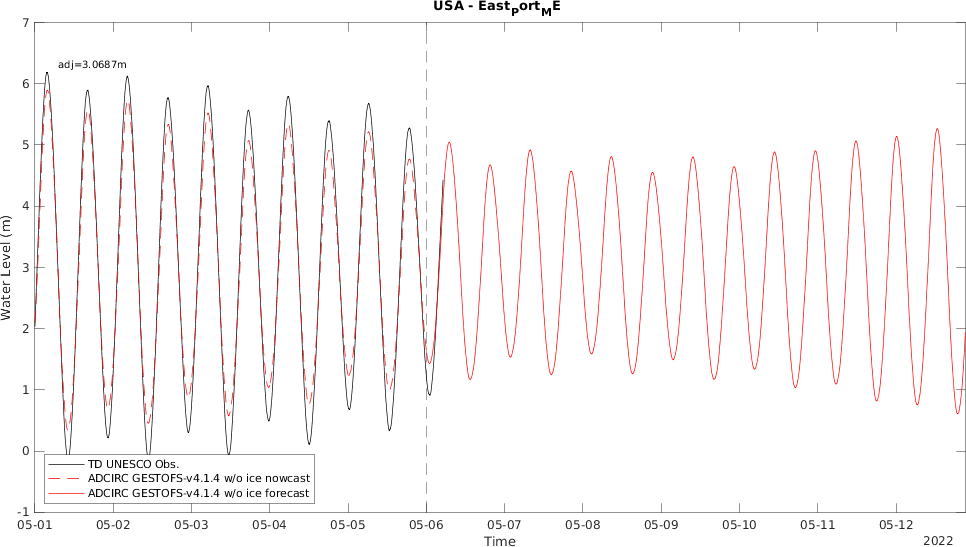 USA - EastPortME
adj=3.0687m
7
6
5
4
3
2
1
0
-1
Water Level (m)
TD UNESCO Obs.
ADCIRC GESTOFS-v4.1.4 w/o ice nowcast
ADCIRC GESTOFS-v4.1.4 w/o ice forecast
05-01 05-02 05-03 05-04 05-05 05-06 05-07 05-08 05-09 05-10 05-11 05-12
Time
2022